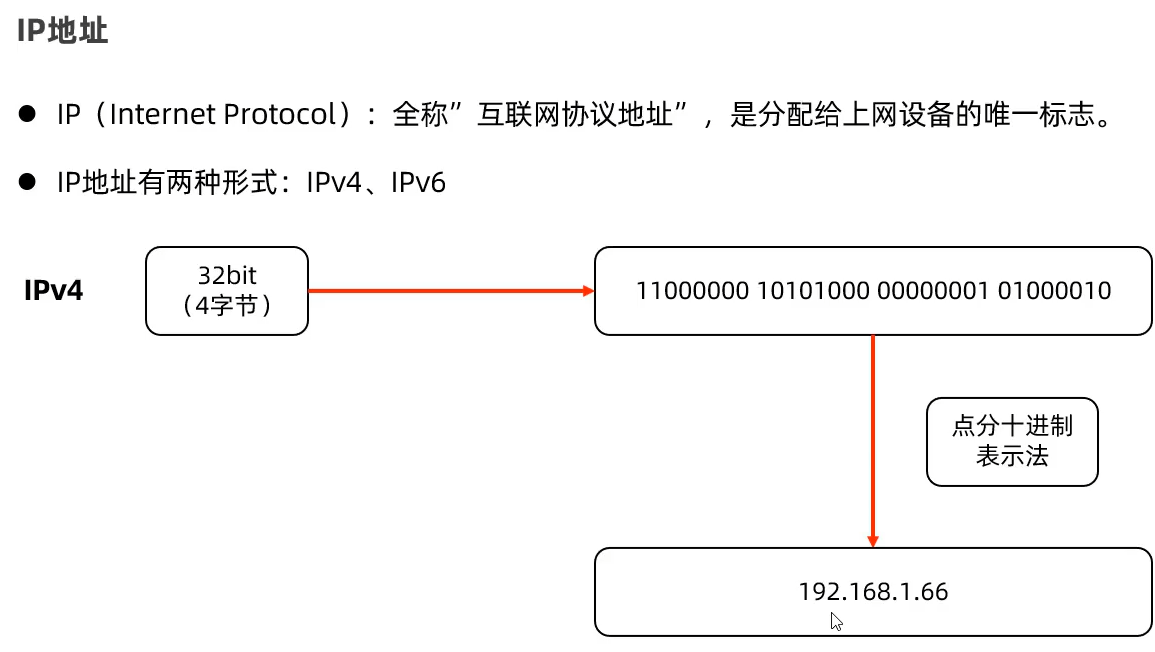 IP地址
● IP（Internet Protocol）：全称”互联网协议地址”，是分配给上网设备的唯一标志。
● IP地址有两种形式：IPv4、IPv6
IPv4
32bit
（4字节）
11000000 10101000 00000001 01000010
点分十进制
表示法
192.168.1.66